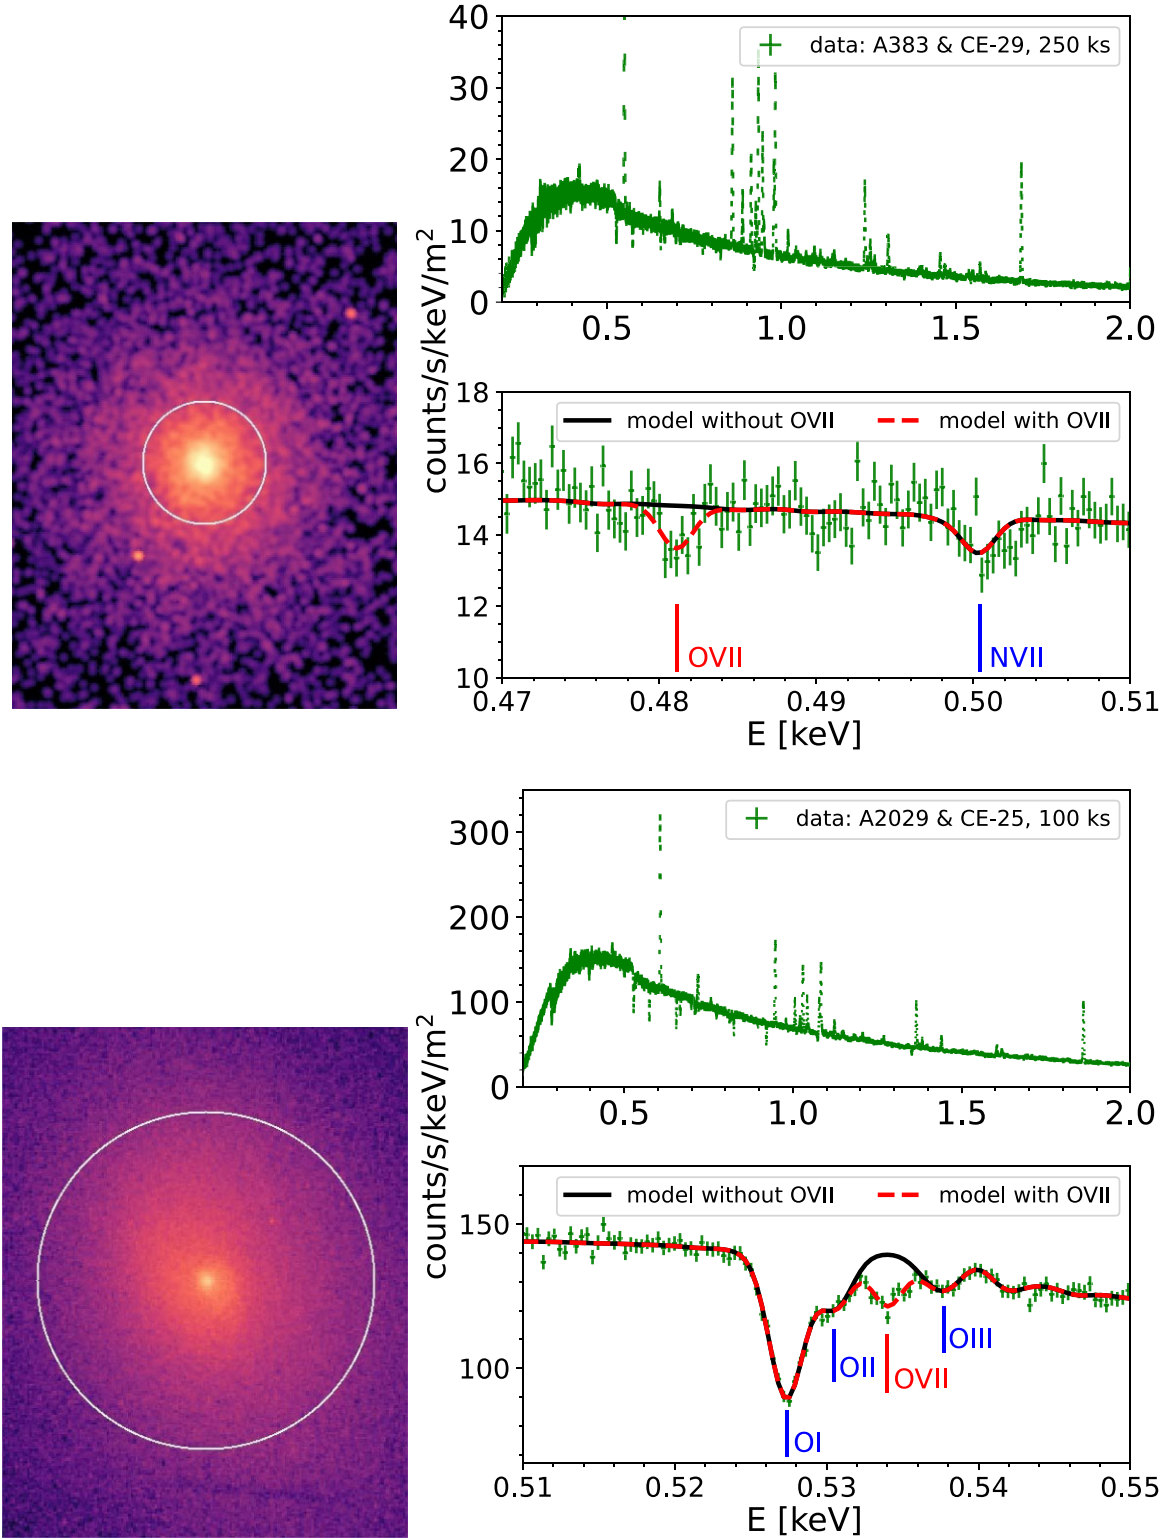 40
30
20
10
0
data: A383 & CE-29, 250 ks
0.5 1.0 1.5 2.0
counts/s/keV/m²
18
16
14
12
10
model without OVII model with OVII
OVII NVII
0.47 0.48 0.49 0.50 0.51
E [keV]
300
200
100
0
data: A2029 & CE-25, 100 ks
0.5 1.0 1.5 2.0
counts/s/keV/m²
150
100
model without OVII model with OVII
OIII
OII
OVII
OI
0.51 0.52 0.53 0.54 0.55
E [keV]